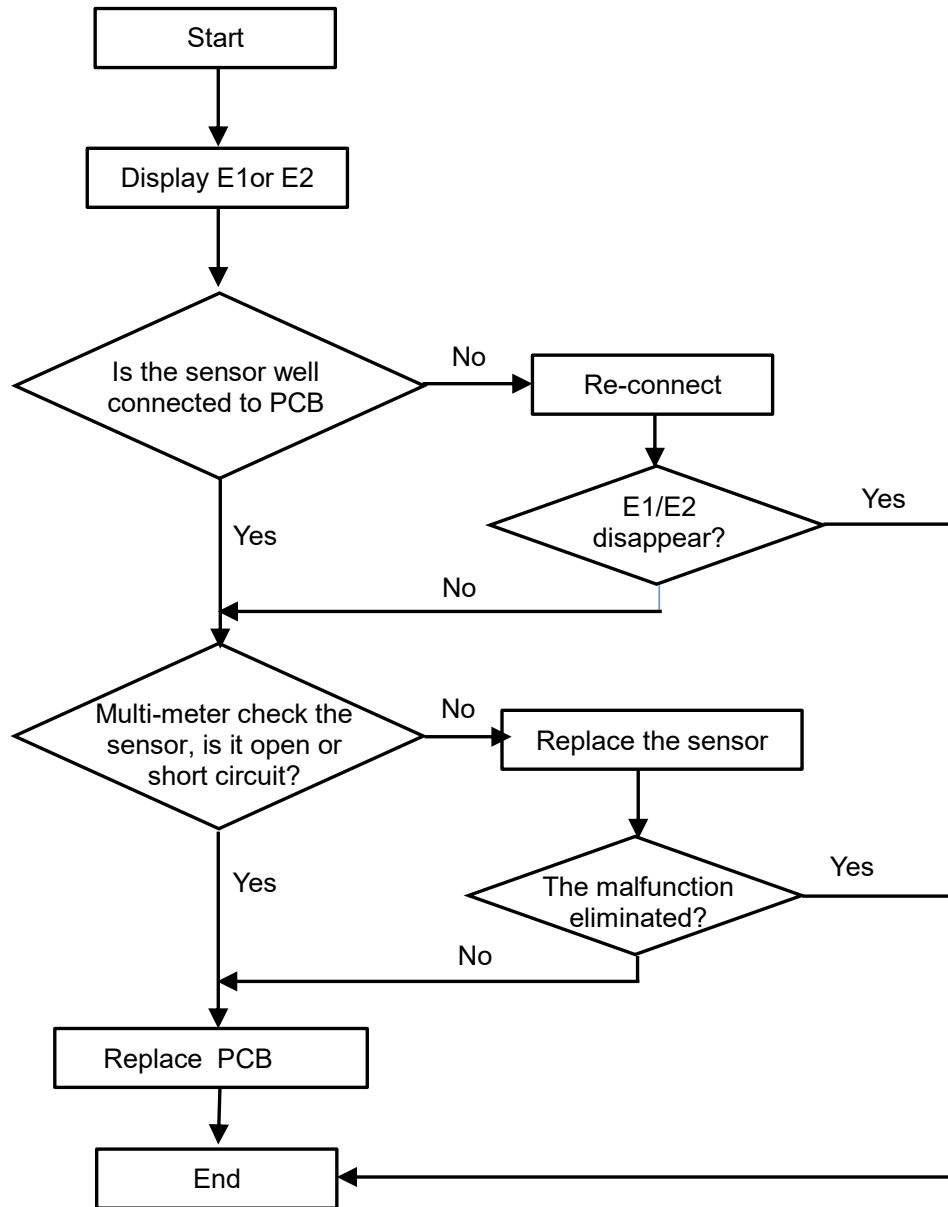 Start
Display E1or E2
Is the sensor well
connected to PCB
No
Re-connect
E1/E2
disappear?
Yes
Yes
No
Multi-meter check the
sensor, is it open or
short circuit?
No
Replace the sensor
The malfunction
eliminated?
Yes
Yes
No
Replace  PCB
End